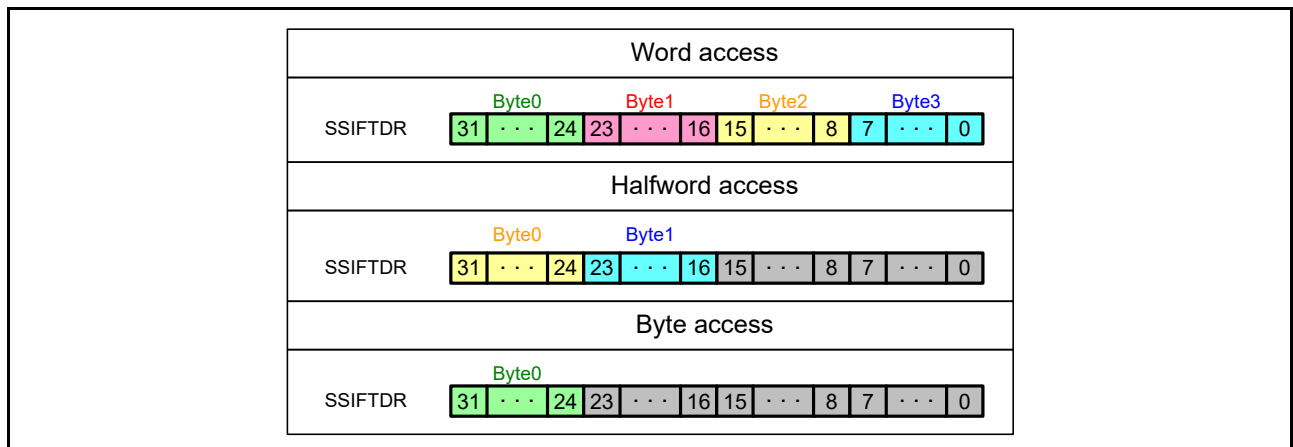 Word access
Byte0 Byte1 Byte2 Byte3
SSIFTDR 31 · · · 24 23 · · · 16 15 · · · 8 7 · · · 0
Halfword access
Byte0 Byte1
SSIFTDR 31 · · · 24 23 · · · 16 15 · · · 8 7 · · · 0
Byte access
Byte0
SSIFTDR 31 · · · 24 23 · · · 16 15 · · · 8 7 · · · 0